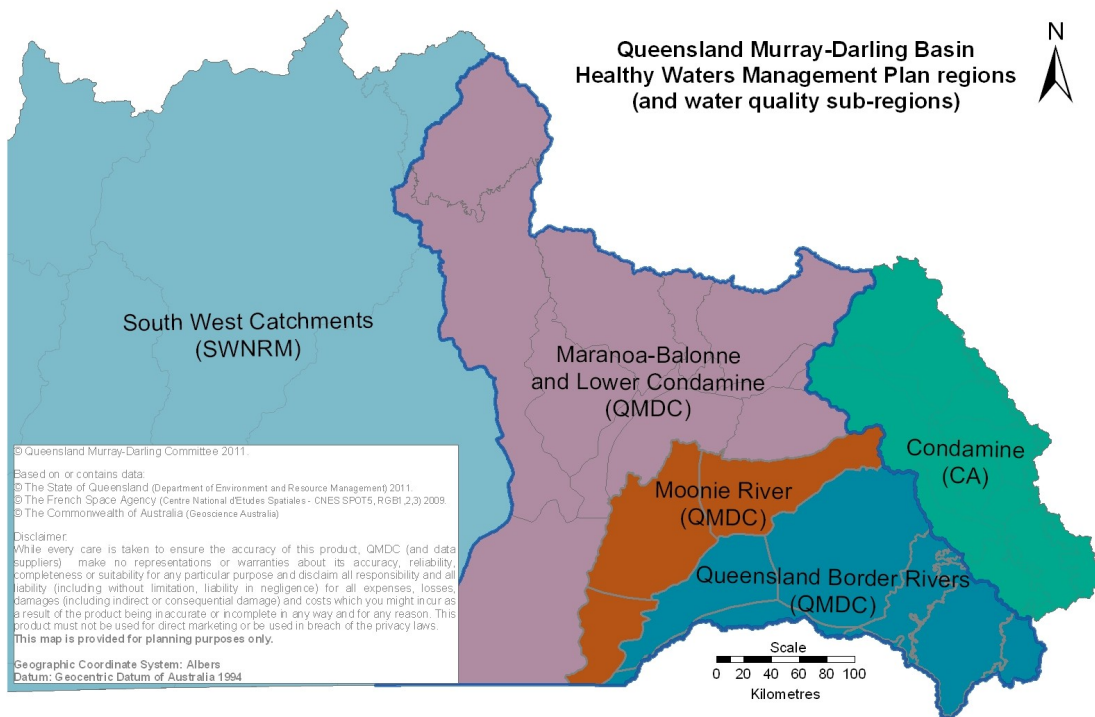 Queensland Murray-Darling Basin
Healthy Waters Management Plan regions
(and water quality sub-regions)
N
South West Catchments
(SWNRM)
Maranoa-Balonne
and Lower Condamine
(QMDC)
Condamine
(CA)
Moonie River
(QMDC)
Queensland Border Rivers
(QMDC)
© Queensland Murray-Darling Committee 2011.
Based on or contains data:
© The State of Queensland (Department of Environment and Resource Management) 2011.
© The French Space Agency (Centre National d'Etudes Spatiales - CNES SPOT5, RGB1,2,3) 2009.
© The Commonwealth of Australia (Geoscience Australia)
Disclaimer:
While every care is taken to ensure the accuracy of this product, QMDC (and data
suppliers) make no representations or warranties about its accuracy, reliability,
completeness or suitability for any particular purpose and disclaim all responsibility and all
liability (including without limitation, liability in negligence) for all expenses, losses,
damages (including indirect or consequential damage) and costs which you might incur as
a result of the product being inaccurate or incomplete in any way and for any reason. This
product must not be used for direct marketing or be used in breach of the privacy laws.
This map is provided for planning purposes only.
Geographic Coordinate System: Albers
Datum: Geocentric Datum of Australia 1994
Scale
0 20 40 60 80 100
Kilometres